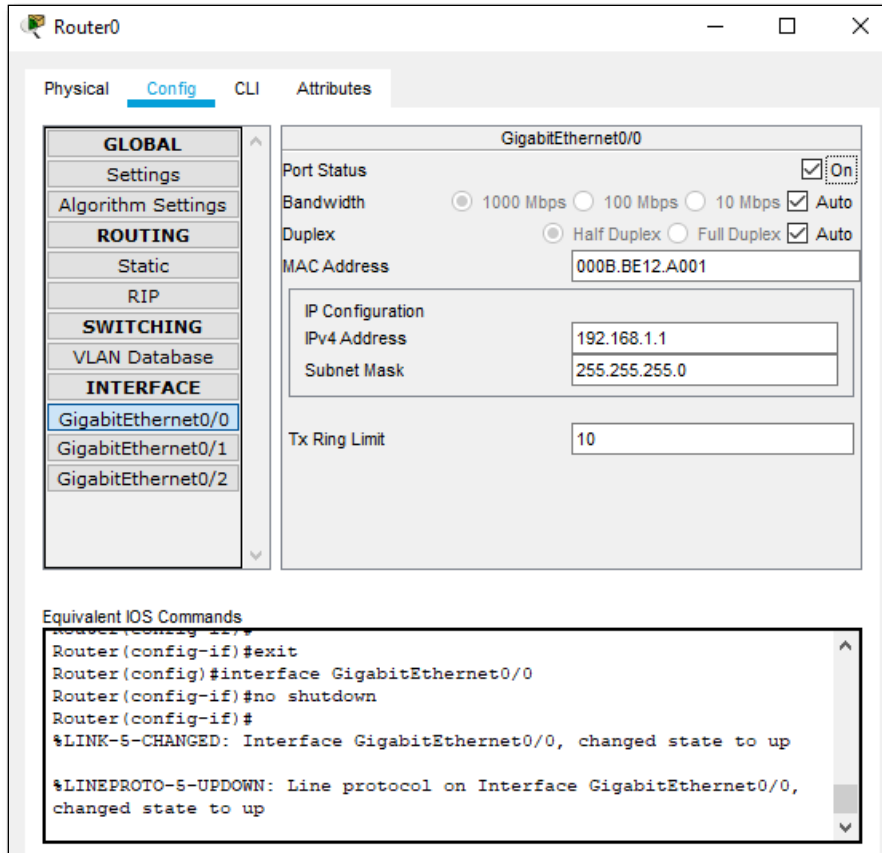 Router0
Physical Config CLI Attributes
GLOBAL
Settings
Algorithm Settings
ROUTING
Static
RIP
SWITCHING
VLAN Database
INTERFACE
GigabitEthernet0/0
GigabitEthernet0/1
GigabitEthernet0/2
GigabitEthernet0/0
Port Status On
Bandwidth 1000 Mbps 100 Mbps 10 Mbps Auto
Duplex Half Duplex Full Duplex Auto
MAC Address 000B.BE12.A001
IP Configuration
IPv4 Address 192.168.1.1
Subnet Mask 255.255.255.0
Tx Ring Limit 10
Equivalent IOS Commands
Router(config-if)#
Router(config-if)#exit
Router(config)#interface GigabitEthernet0/0
Router(config-if)#no shutdown
Router(config-if)#
%LINK-5-CHANGED: Interface GigabitEthernet0/0, changed state to up
%LINEPROTO-5-UPDOWN: Line protocol on Interface GigabitEthernet0/0,
changed state to up